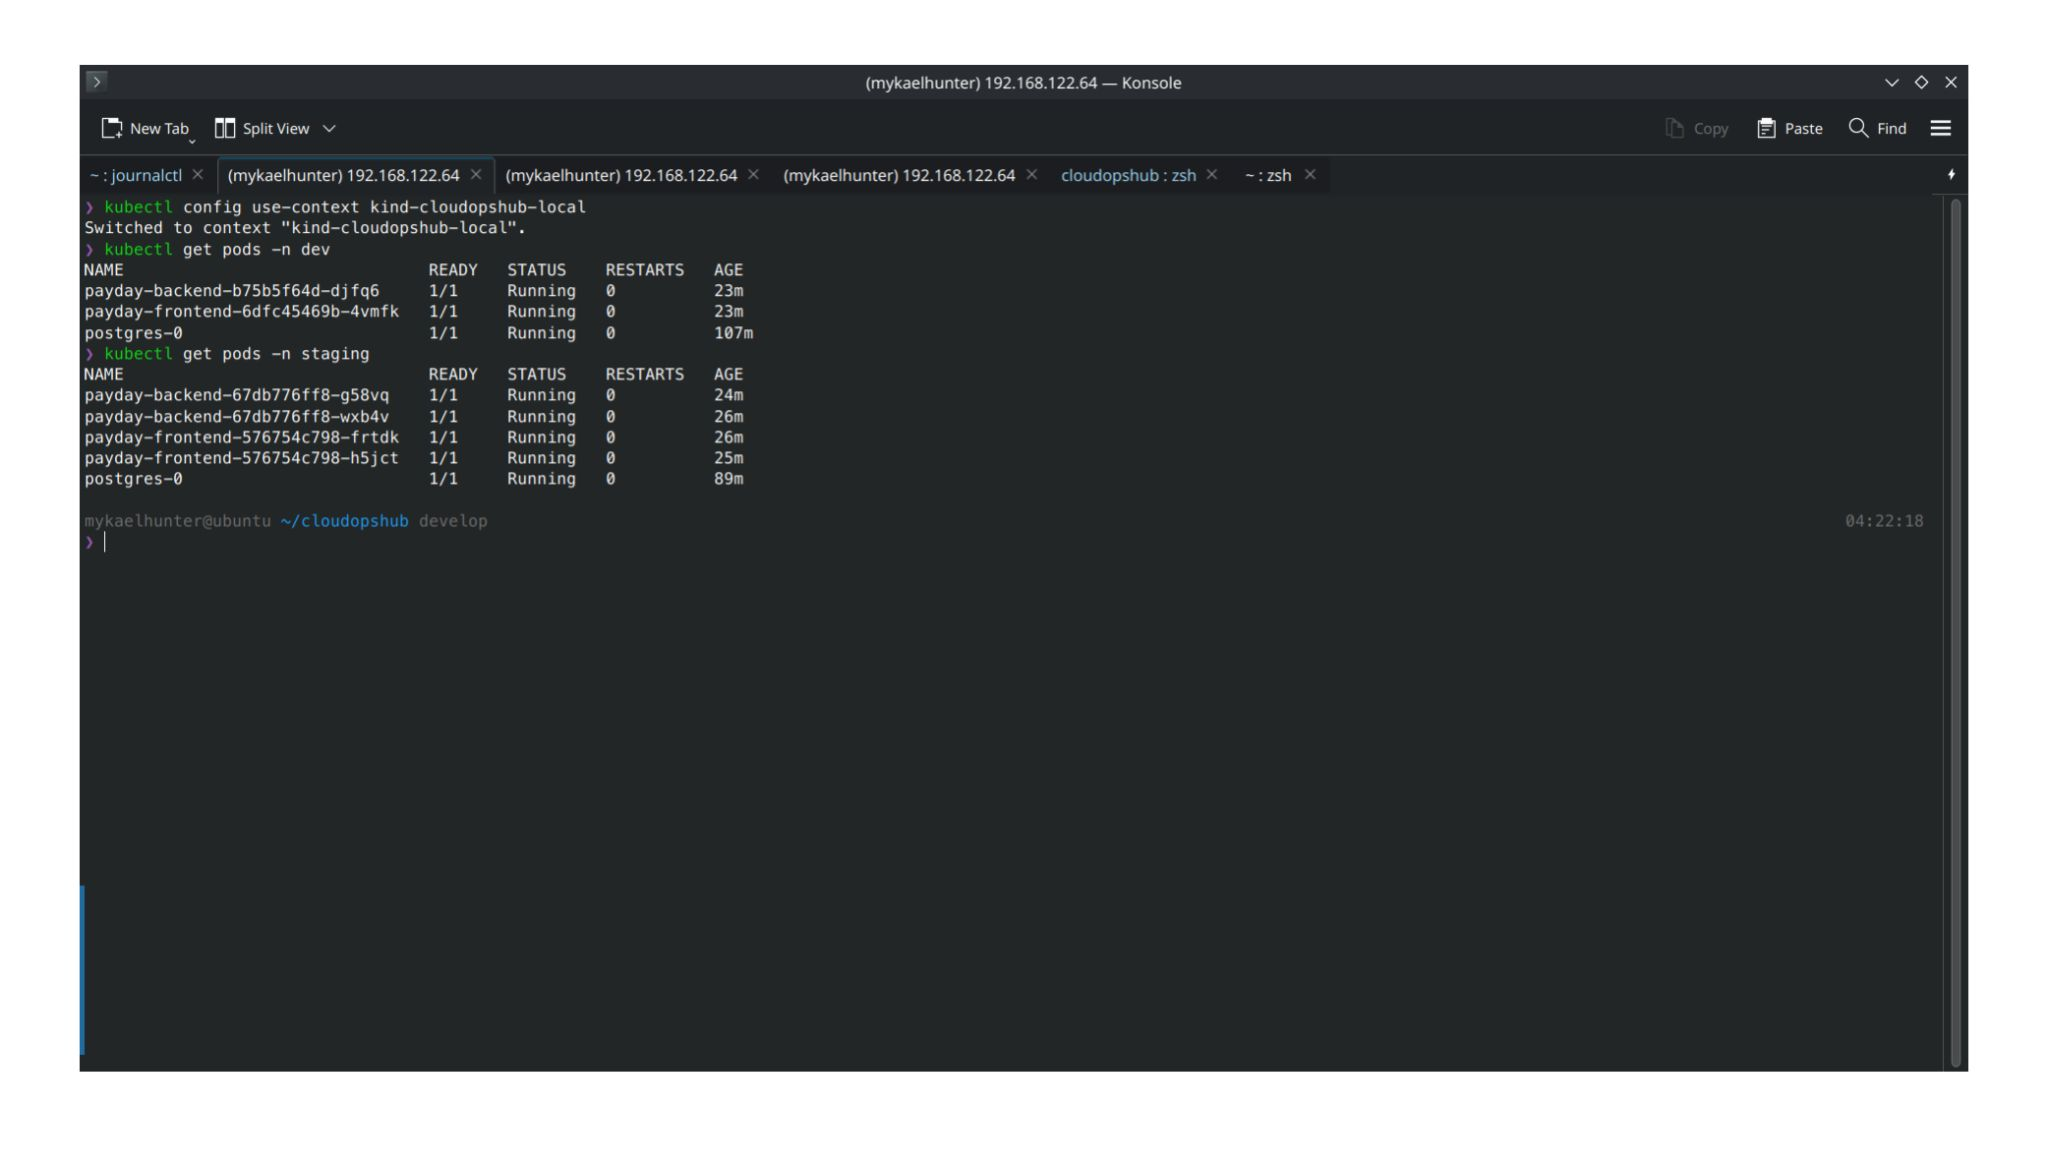 (mykaelhunter) 192.168.122.64 — Konsole
New Tab Split View Copy Paste Find
~ : journalctl (mykaelhunter) 192.168.122.64 (mykaelhunter) 192.168.122.64 (mykaelhunter) 192.168.122.64 cloudopshub : zsh ~ : zsh
❯ kubectl config use-context kind-cloudopshub-local
Switched to context "kind-cloudopshub-local".
❯ kubectl get pods -n dev
NAME READY STATUS RESTARTS AGE
payday-backend-b75b5f64d-djfq6 1/1 Running 0 23m
payday-frontend-6dfc45469b-4vmfk 1/1 Running 0 23m
postgres-0 1/1 Running 0 107m
❯ kubectl get pods -n staging
NAME READY STATUS RESTARTS AGE
payday-backend-67db776ff8-g58vq 1/1 Running 0 24m
payday-backend-67db776ff8-wxb4v 1/1 Running 0 26m
payday-frontend-576754c798-frtdk 1/1 Running 0 26m
payday-frontend-576754c798-h5jct 1/1 Running 0 25m
postgres-0 1/1 Running 0 89m
mykaelhunter@ubuntu ~/cloudopshub develop 04:22:18
❯